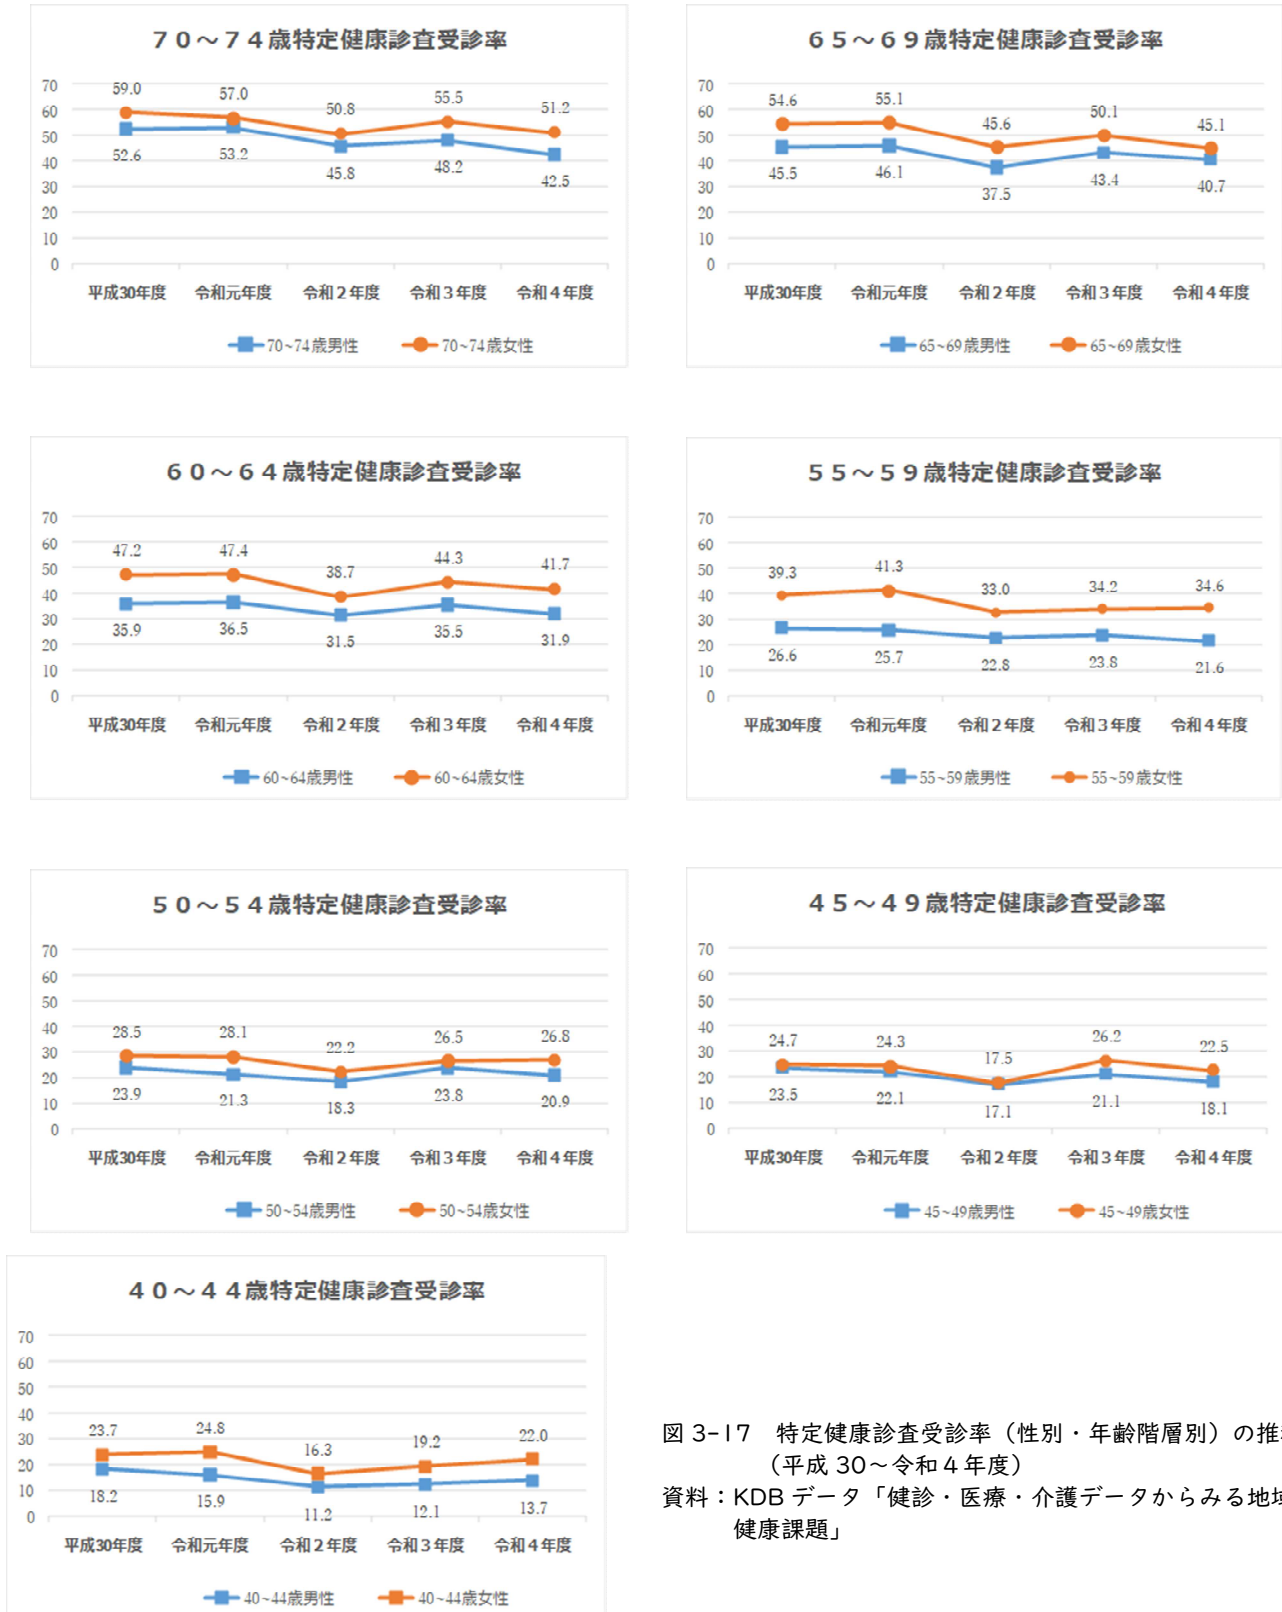 ７０～７４歳特定健康診査受診率
70
60
50
40
30
20
10
0
59.0 57.0 50.8 55.5 51.2
52.6 53.2 45.8 48.2 42.5
平成30年度 令和元年度 令和２年度 令和３年度 令和４年度
70~74歳男性 70~74歳女性
６５～６９歳特定健康診査受診率
70
60
50
40
30
20
10
0
54.6 55.1 45.6 50.1 45.1
45.5 46.1 37.5 43.4 40.7
平成30年度 令和元年度 令和２年度 令和３年度 令和４年度
65~69歳男性 65~69歳女性
６０～６４歳特定健康診査受診率
70
60
50
40
30
20
10
0
47.2 47.4 38.7 44.3 41.7
35.9 36.5 31.5 35.5 31.9
平成30年度 令和元年度 令和２年度 令和３年度 令和４年度
60~64歳男性 60~64歳女性
５５～５９歳特定健康診査受診率
70
60
50
40
30
20
10
0
39.3 41.3 33.0 34.2 34.6
26.6 25.7 22.8 23.8 21.6
平成30年度 令和元年度 令和２年度 令和３年度 令和４年度
55~59歳男性 55~59歳女性
５０～５４歳特定健康診査受診率
70
60
50
40
30
20
10
0
28.5 28.1 22.2 26.5 26.8
23.9 21.3 18.3 23.8 20.9
平成30年度 令和元年度 令和２年度 令和３年度 令和４年度
50~54歳男性 50~54歳女性
４５～４９歳特定健康診査受診率
70
60
50
40
30
20
10
0
24.7 24.3 17.5 26.2 22.5
23.5 22.1 17.1 21.1 18.1
平成30年度 令和元年度 令和２年度 令和３年度 令和４年度
45~49歳男性 45~49歳女性
４０～４４歳特定健康診査受診率
70
60
50
40
30
20
10
0
23.7 24.8 16.3 19.2 22.0
18.2 15.9 11.2 12.1 13.7
平成30年度 令和元年度 令和２年度 令和３年度 令和４年度
40~44歳男性 40~44歳女性
図 3-17　特定健康診査受診率（性別・年齢階層別）の推
（平成 30～令和４年度）
資料：KDB データ「健診・医療・介護データからみる地
健康課題」